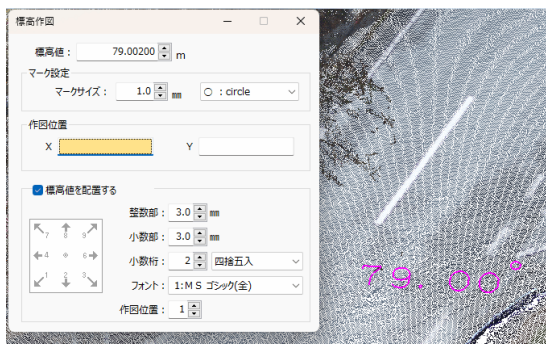 標高作図
標高値： 79.00200 m
マーク設定
マークサイズ： 1.0 mm ○ ：circle
作図位置
X Y
標高値を配置する
整数部： 3.0 mm
小数部： 3.0 mm
小数桁： 2 四捨五入
フォント： 1:ＭＳ ゴシック(全)
作図位置： 1
7 8 9
4 6
1 2 3
79.00